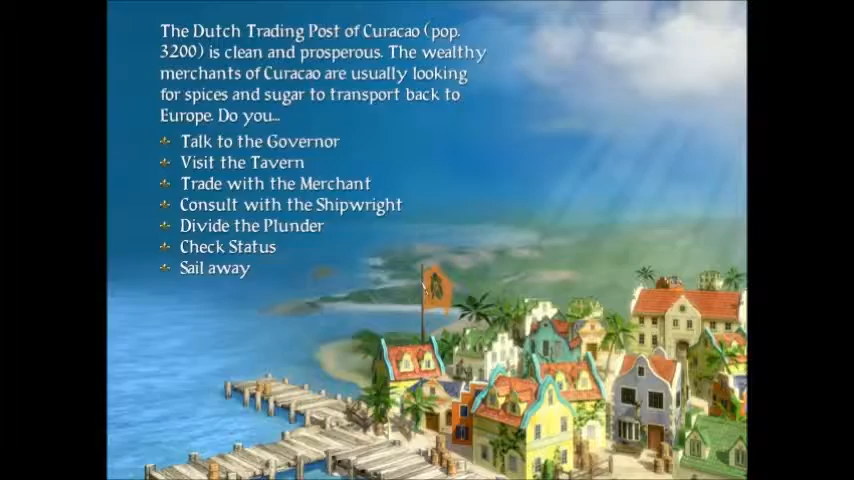 The Dutch Trading Post of Curacao (pop.
3200) is clean and prosperous. The wealthy
merchants of Curacao are usually looking
for spices and sugar to transport back to
Europe. Do you...
Talk to the Governor
Visit the Tavern
Trade with the Merchant
Consult with the Shipwright
Divide the Plunder
Check Status
Sail away